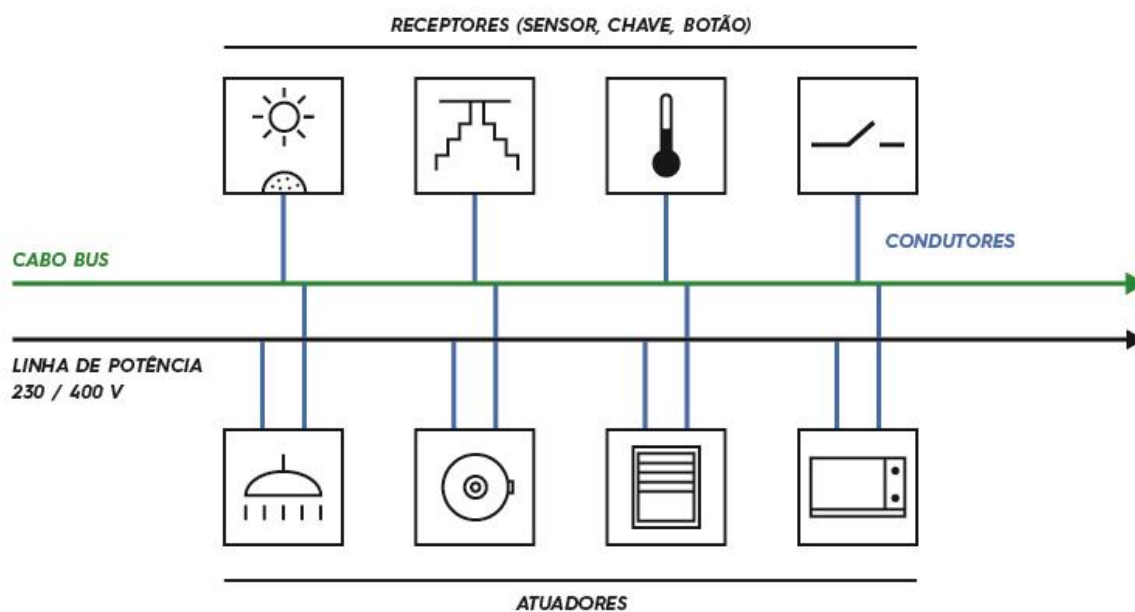 RECEPTORES (SENSOR, CHAVE, BOTÃO)
CONDUTORES
CABO BUS
LINHA DE POTÊNCIA
230 / 400 V
ATUADORES